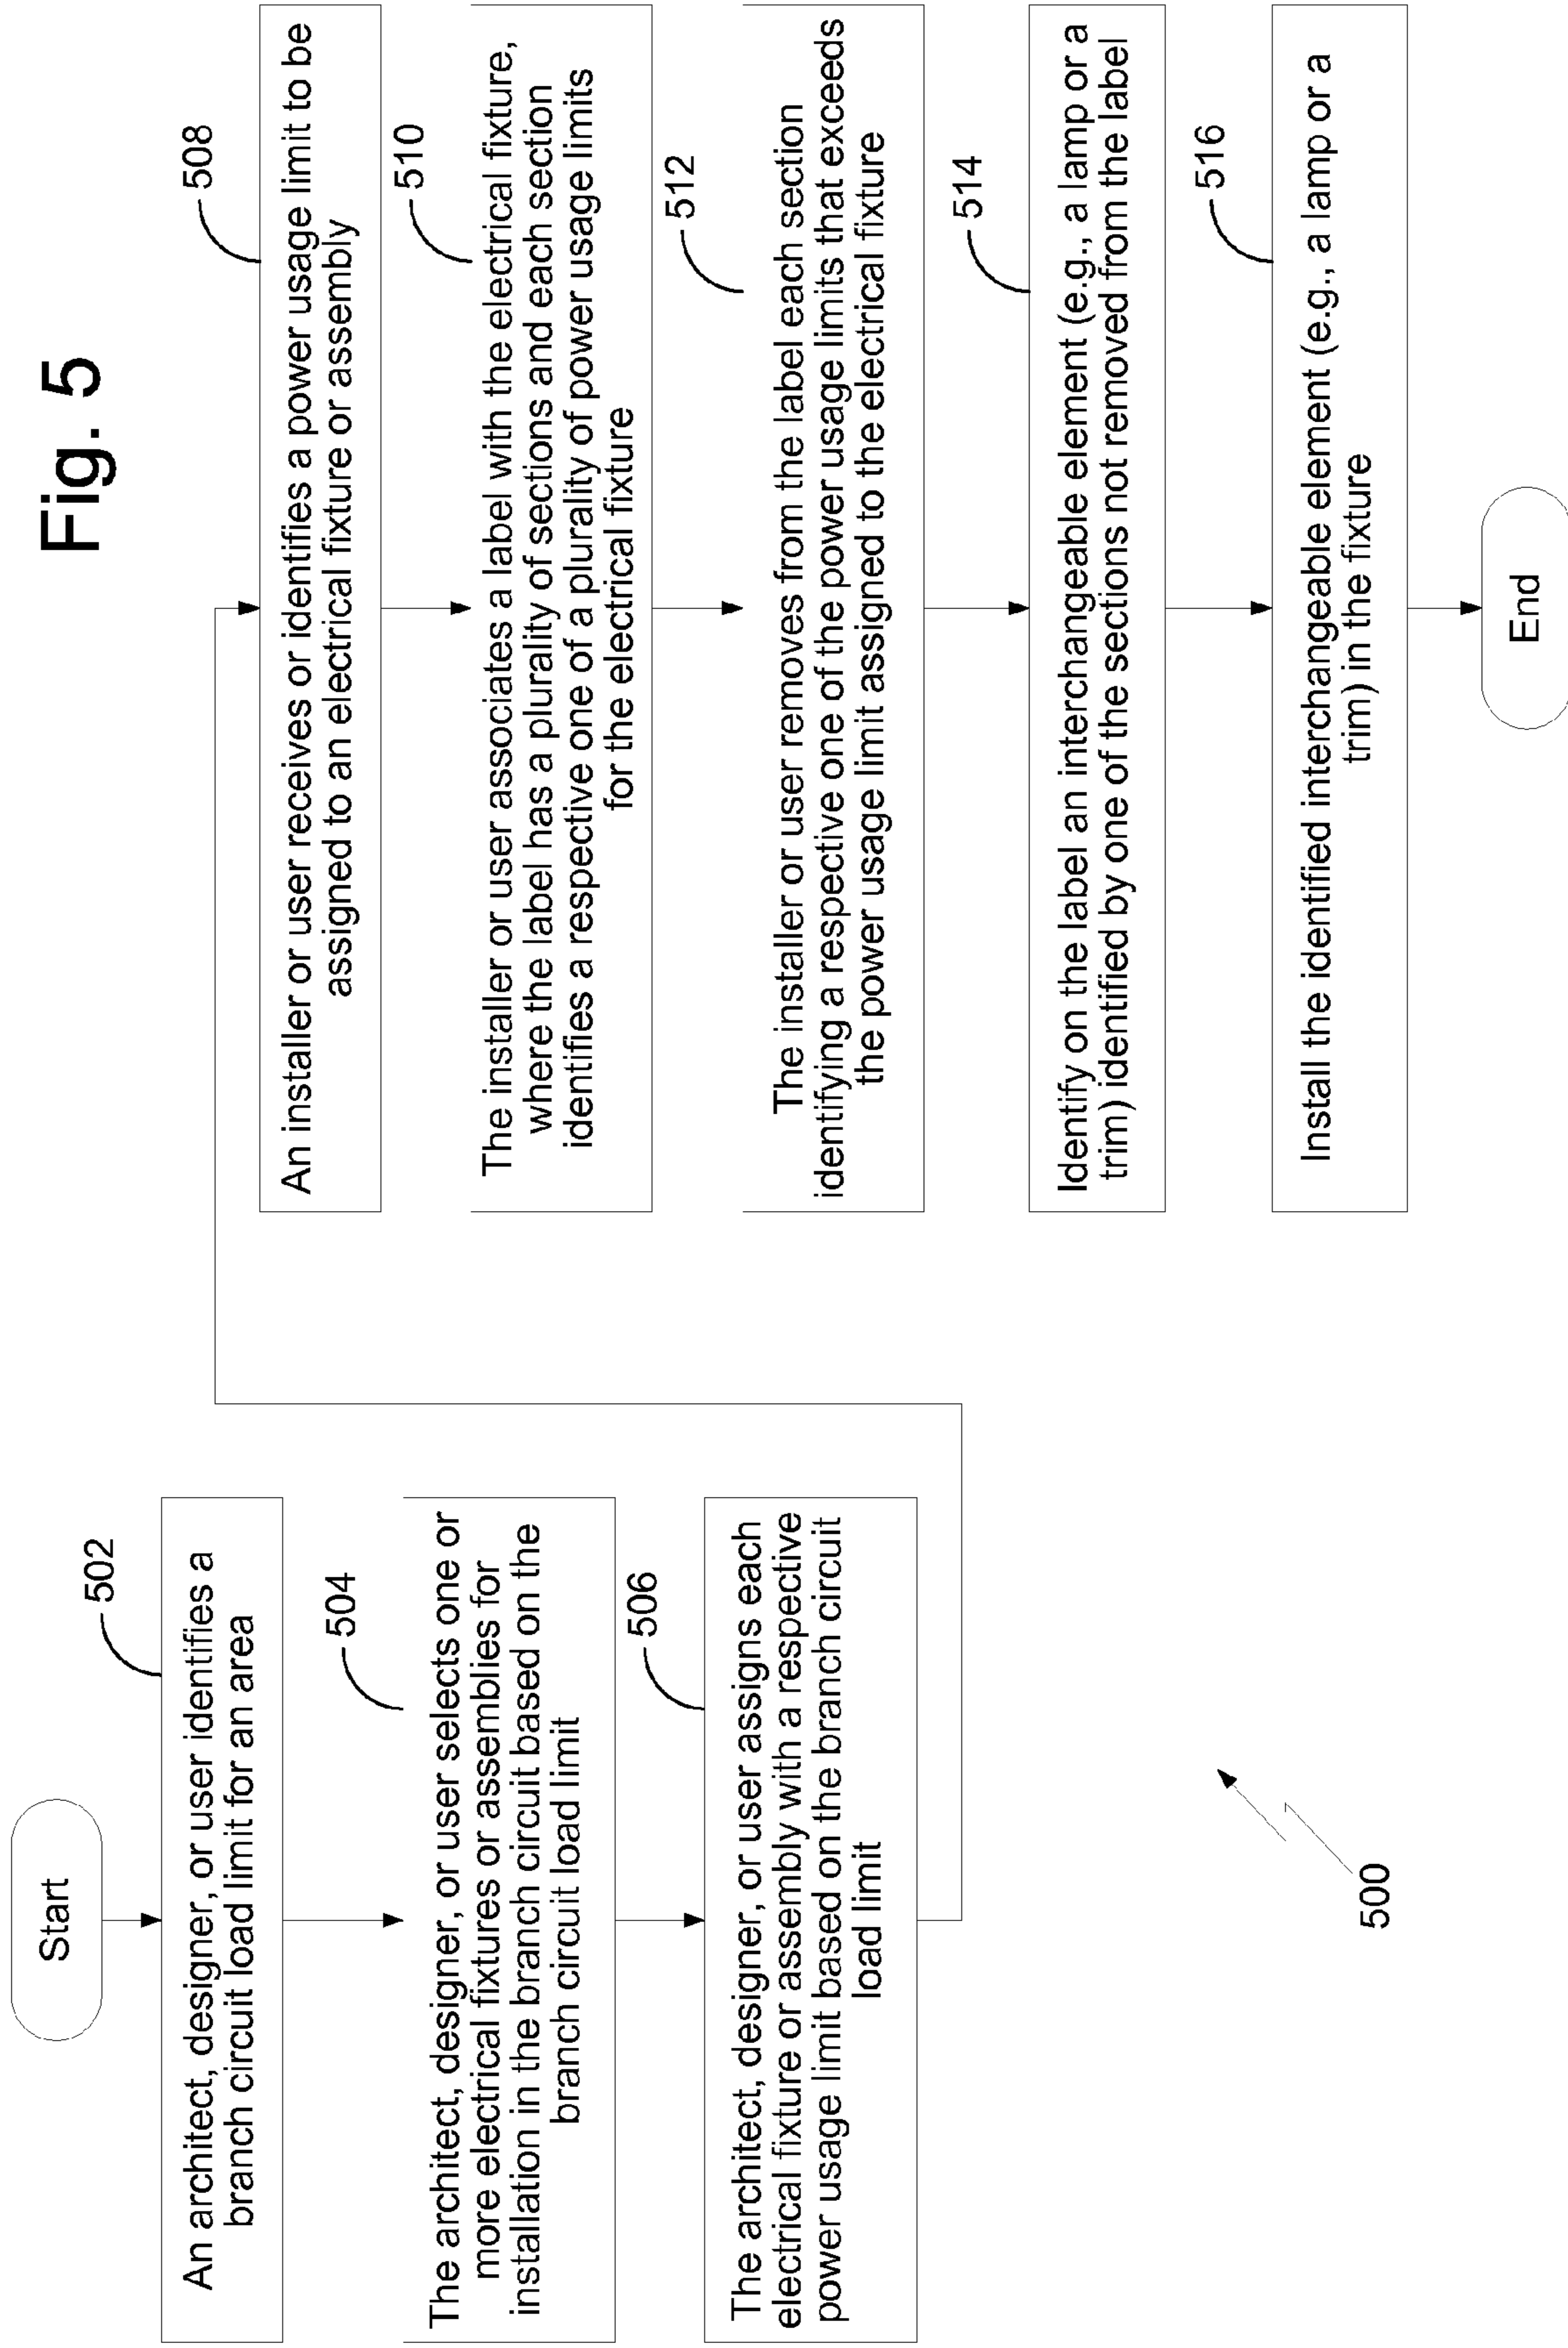 Fig. 5
Start
502
An architect, designer, or user identifies a
branch circuit load limit for an area
504
The architect, designer, or user selects one or
more electrical fixtures or assemblies for
installation in the branch circuit based on the
branch circuit load limit
506
The architect, designer, or user assigns each
electrical fixture or assembly with a respective
power usage limit based on the branch circuit
load limit
500
508
An installer or user receives or identifies a power usage limit to be
assigned to an electrical fixture or assembly
510
The installer or user associates a label with the electrical fixture,
where the label has a plurality of sections and each section
identifies a respective one of a plurality of power usage limits
for the electrical fixture
512
The installer or user removes from the label each section
identifying a respective one of the power usage limits that exceeds
the power usage limit assigned to the electrical fixture
514
Identify on the label an interchangeable element (e.g., a lamp or a
trim) identified by one of the sections not removed from the label
516
Install the identified interchangeable element (e.g., a lamp or a
trim) in the fixture
End